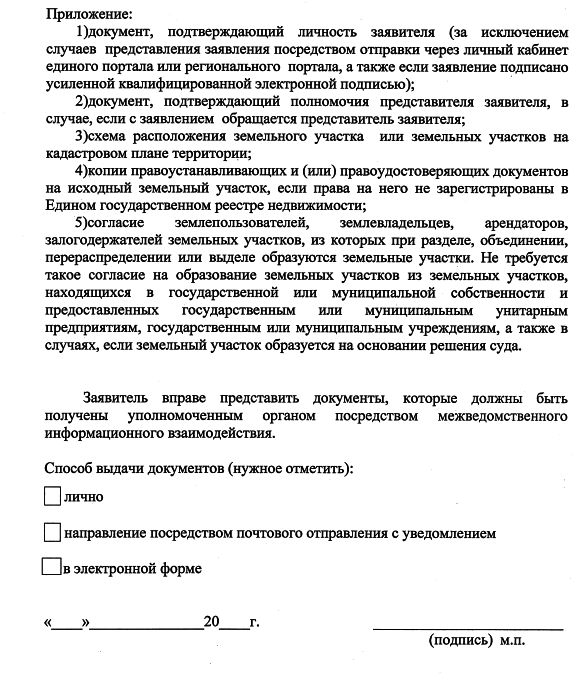 Приложение:
1)документ, подтверждающий личность заявителя (за исключением
случаев представления заявления посредством отправки через личный кабинет
единого портала или регионального портала, а также если заявление подписано
усиленной квалифицированной электронной подписью);
2)документ, подтверждающий полномочия представителя заявителя, в
случае, если с заявлением обращается представитель заявителя;
3)схема расположения земельного участка или земельных участков на
кадастровом плане территории;
4)копии правоустанавливающих и (или) правоудостоверяющих документов
на исходный земельный участок, если права на него не зарегистрированы в
Едином государственном реестре недвижимости;
5)согласие землепользователей, землевладельцев, арендаторов,
залогодержателей земельных участков, из которых при разделе, объединении,
перераспределении или выделе образуются земельные участки. Не требуется
такое согласие на образование земельных участков из земельных участков,
находящихся в государственной или муниципальной собственности и
предоставленных государственным или муниципальным унитарным
предприятиям, государственным или муниципальным учреждениям, а также в
случаях, если земельный участок образуется на основании решения суда.
Заявитель вправе представить документы, которые должны быть
получены уполномоченным органом посредством межведомственного
информационного взаимодействия.
Способ выдачи документов (нужное отметить):
лично
направление посредством почтового отправления с уведомлением
в электронной форме
«____»______________20____г. ______________________
(подпись) м.п.